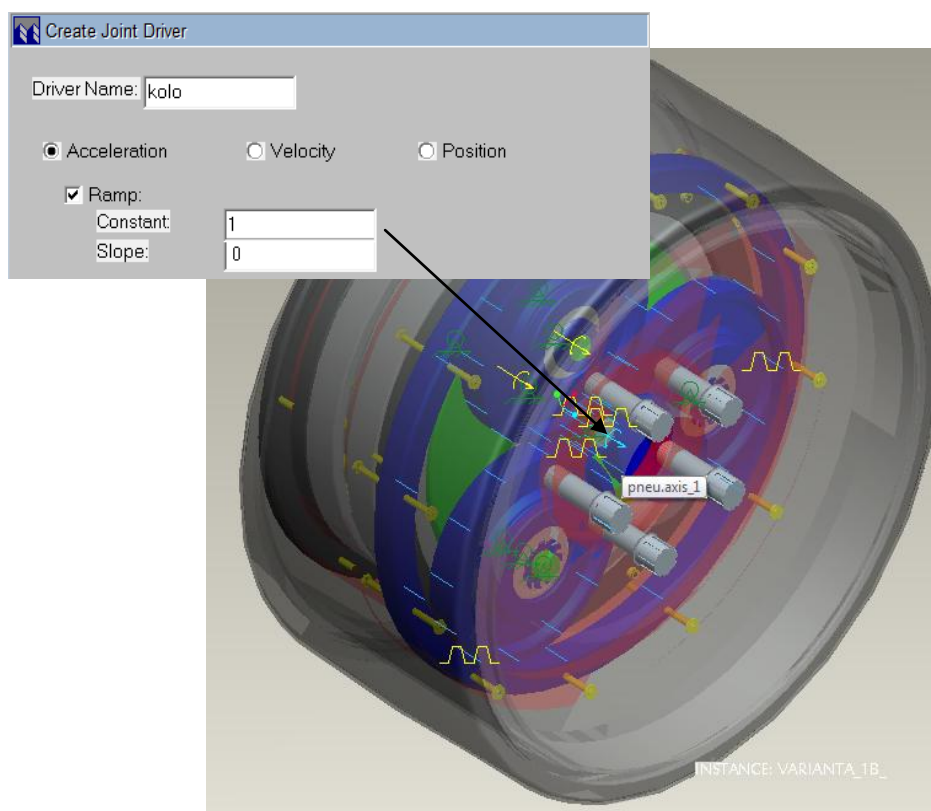 Create Joint Driver
Driver Name: kolo
Acceleration Velocity Position
Ramp:
Constant: 1
Slope: 0
pneu.axis_1
INSTANCE: VARIANTA_1B_